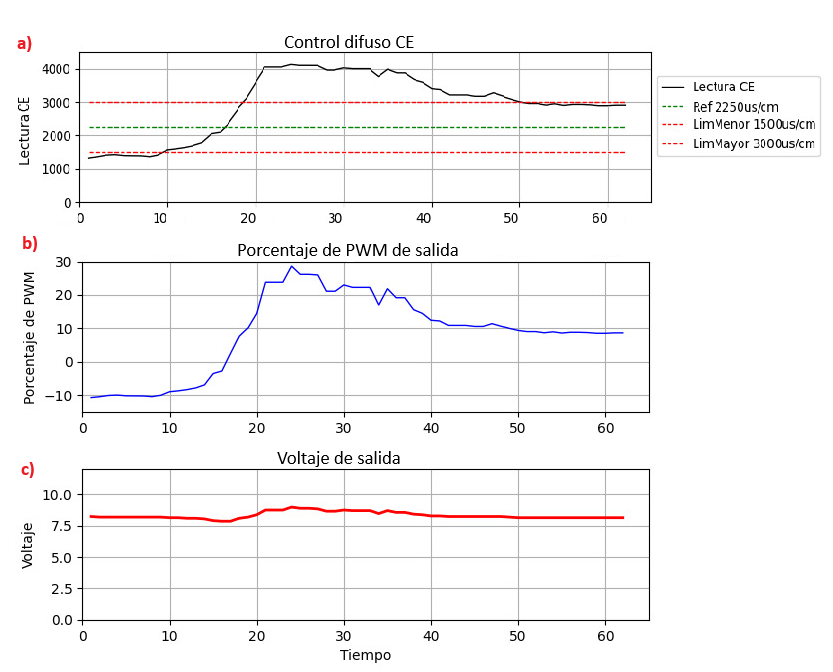 a)
Control difuso CE
Lectura CE
4000
3000
2000
1000
0
0 10 20 30 40 50 60
Lectura CE
Ref 2250us/cm
LimMenor 1500us/cm
LimMayor 3000us/cm
b)
Porcentaje de PWM de salida
Porcentaje de PWM
30
20
10
0
−10
0 10 20 30 40 50 60
c)
Voltaje de salida
Voltaje
10.0
7.5
5.0
2.5
0.0
0 10 20 30 40 50 60
Tiempo